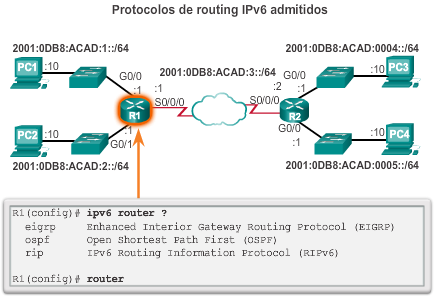 Protocolos de routing IPv6 admitidos
2001:0DB8:ACAD:1::/64
2001:0DB8:ACAD:0004::/64
PC1
:10
G0/0
:1
:1
S0/0/0
2001:0DB8:ACAD:3::/64
:2
S0/0/0
G0/0
:1
:10
PC3
R1
R2
PC2
:10
:1
G0/1
G0/0
:1
:10
PC4
2001:0DB8:ACAD:2::/64
2001:0DB8:ACAD:0005::/64
R1(config)# ipv6 router ?
eigrp Enhanced Interior Gateway Routing Protocol (EIGRP)
ospf Open Shortest Path First (OSPF)
rip IPv6 Routing Information Protocol (RIPv6)
R1(config)# router